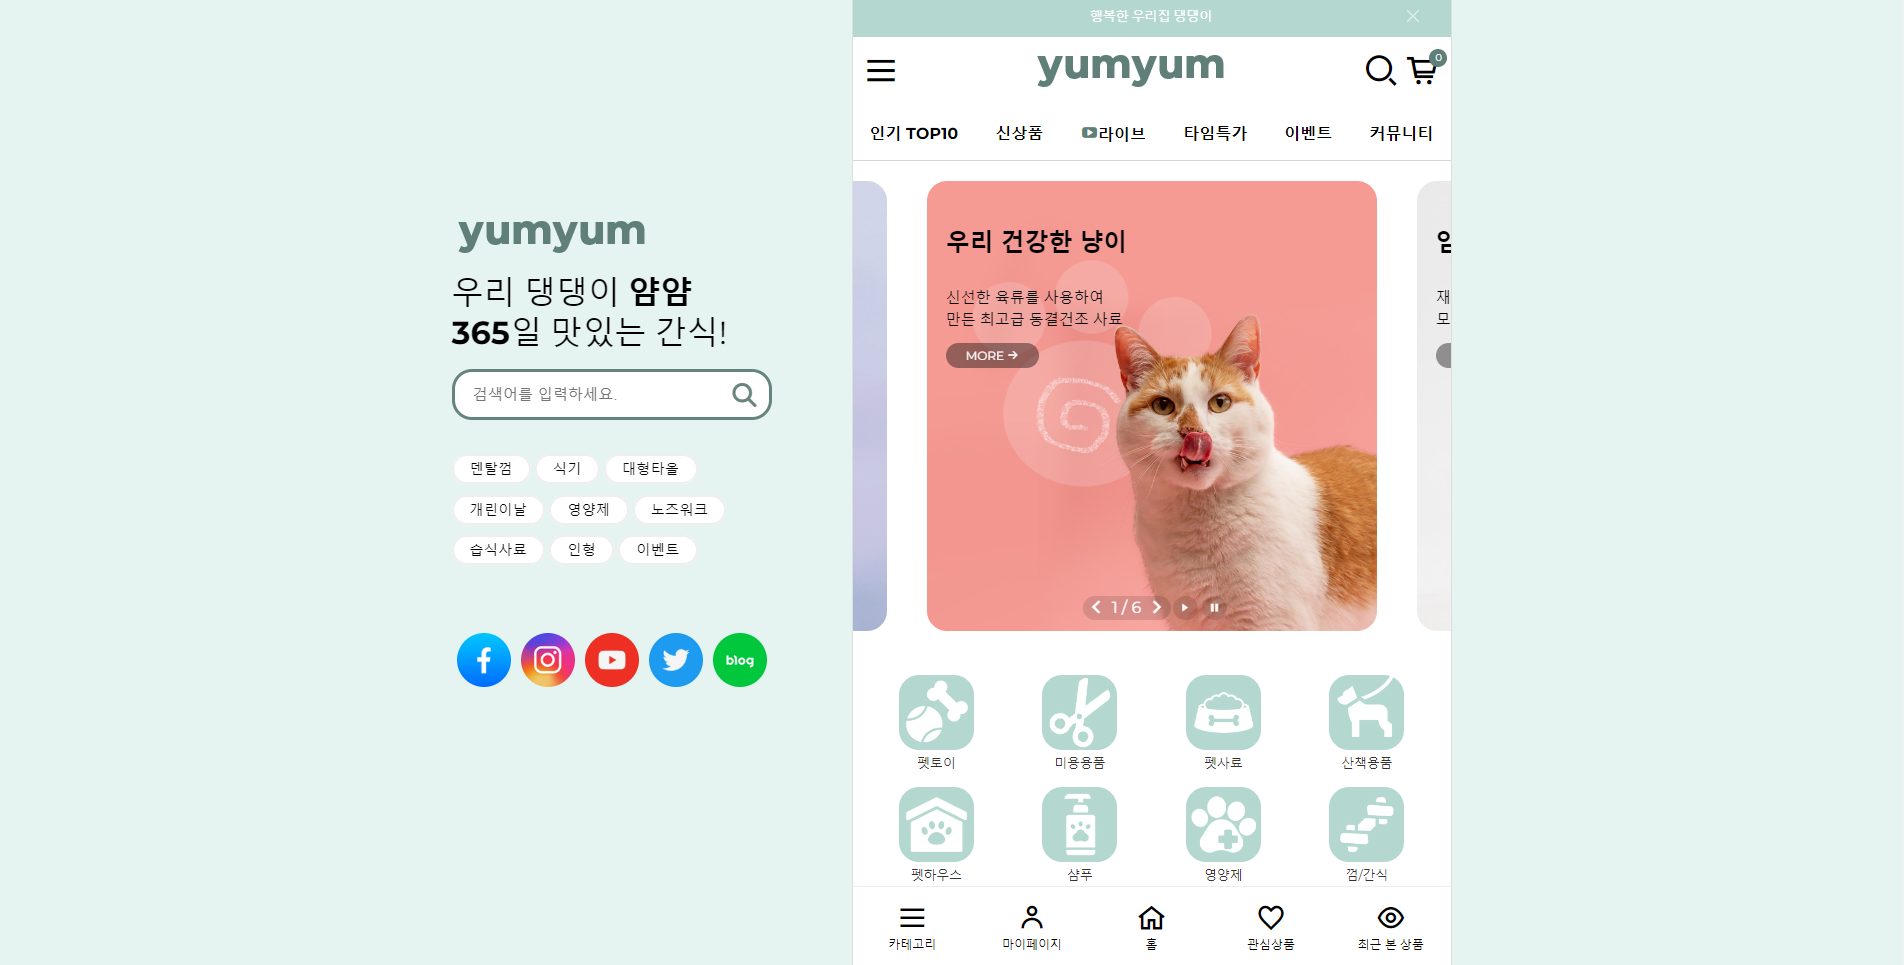 yumyum
우리 댕댕이 얌얌
365일 맛있는 간식!
검색어를 입력하세요.
덴탈껌 식기 대형타올
개린이날 영양제 노즈워크
습식사료 인형 이벤트
blog
행복한 우리집 댕댕이
yumyum
0
인기 TOP10 신상품 라이브 타임특가 이벤트 커뮤니티
우리 건강한 냥이
신선한 육류를 사용하여
만든 최고급 동결건조 사료
MORE →
1 / 6
재
모
펫토이 미용용품 펫사료 산책용품
펫하우스 샴푸 영양제 껌/간식
카테고리 마이페이지 홈 관심상품 최근 본 상품